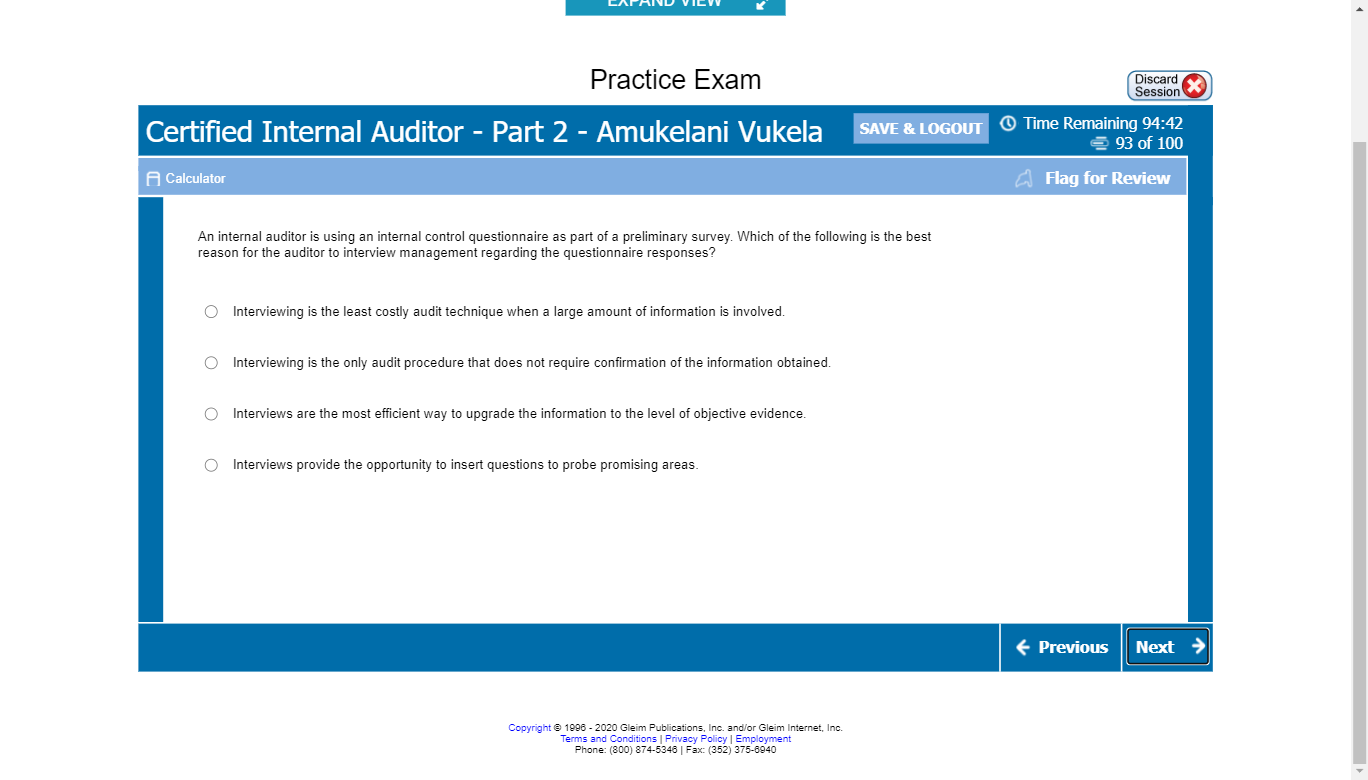 EXPAND VIEW
Practice Exam
Discard
Session
Certified Internal Auditor - Part 2 - Amukelani Vukela
SAVE & LOGOUT
Time Remaining 94:42
93 of 100
Calculator
Flag for Review
An internal auditor is using an internal control questionnaire as part of a preliminary survey. Which of the following is the best
reason for the auditor to interview management regarding the questionnaire responses?
Interviewing is the least costly audit technique when a large amount of information is involved.
Interviewing is the only audit procedure that does not require confirmation of the information obtained.
Interviews are the most efficient way to upgrade the information to the level of objective evidence.
Interviews provide the opportunity to insert questions to probe promising areas.
Previous
Next
Copyright © 1996 - 2020 Gleim Publications, Inc. and/or Gleim Internet, Inc.
Terms and Conditions | Privacy Policy | Employment
Phone: (800) 874-5346 | Fax: (352) 375-6940